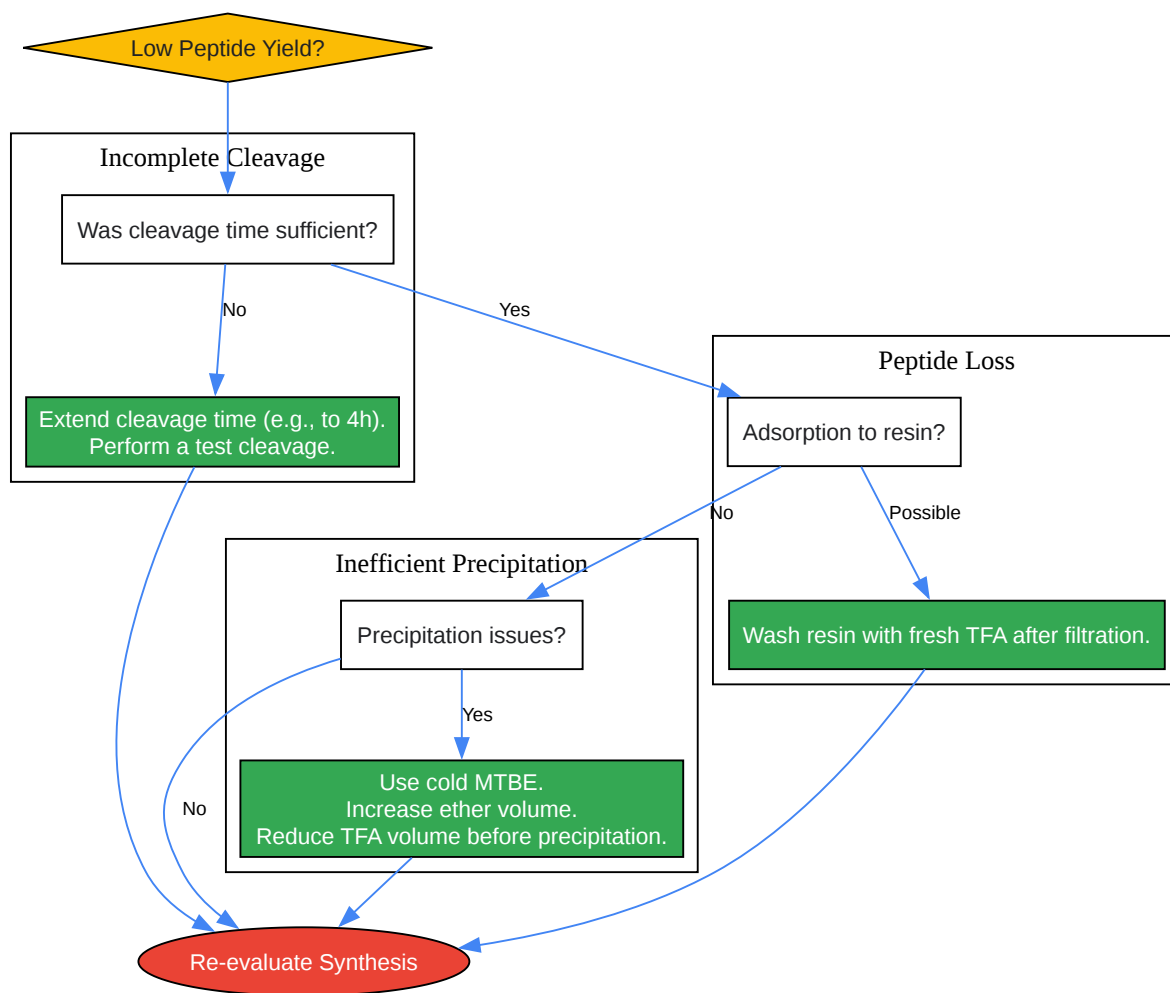 Low Peptide Yield?
Incomplete Cleavage
Was cleavage time sufficient?
No
Yes
Peptide Loss
Extend cleavage time (e.g., to 4h).
Perform a test cleavage.
Adsorption to resin?
No
Possible
Inefficient Precipitation
Precipitation issues?
Wash resin with fresh TFA after filtration.
Yes
No
Use cold MTBE.
Increase ether volume.
Reduce TFA volume before precipitation.
Re-evaluate Synthesis